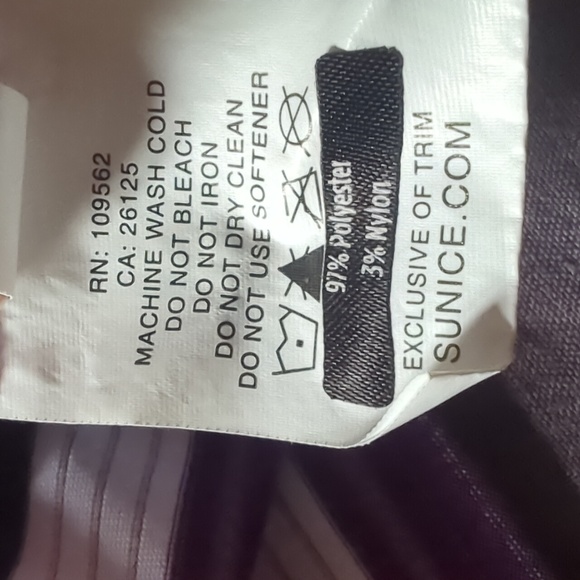 RN: 109562
CA: 26125
MACHINE WASH COLD
DO NOT BLEACH
DO NOT IRON
DO NOT DRY CLEAN
DO NOT USE SOFTENER
97% Polyester
3% Nylon
EXCLUSIVE OF TRIM
SUNICE.COM